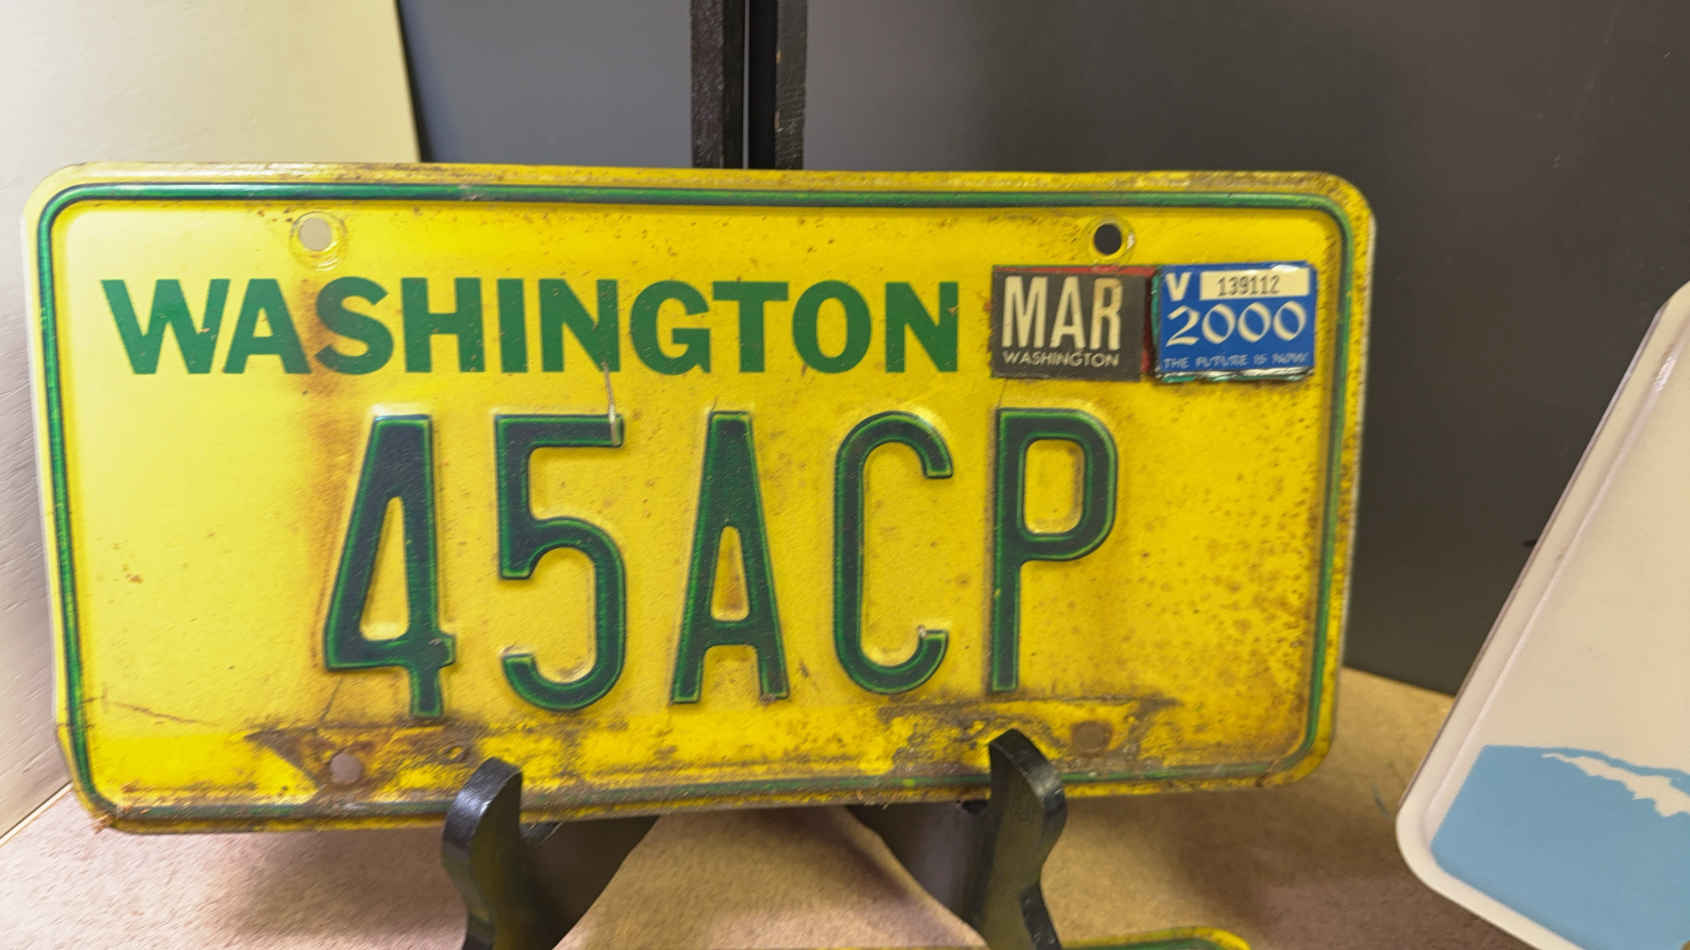 WASHINGTON
MAR
WASHINGTON
V 139112
2000
THE FUTURE IS NOW!
45ACP